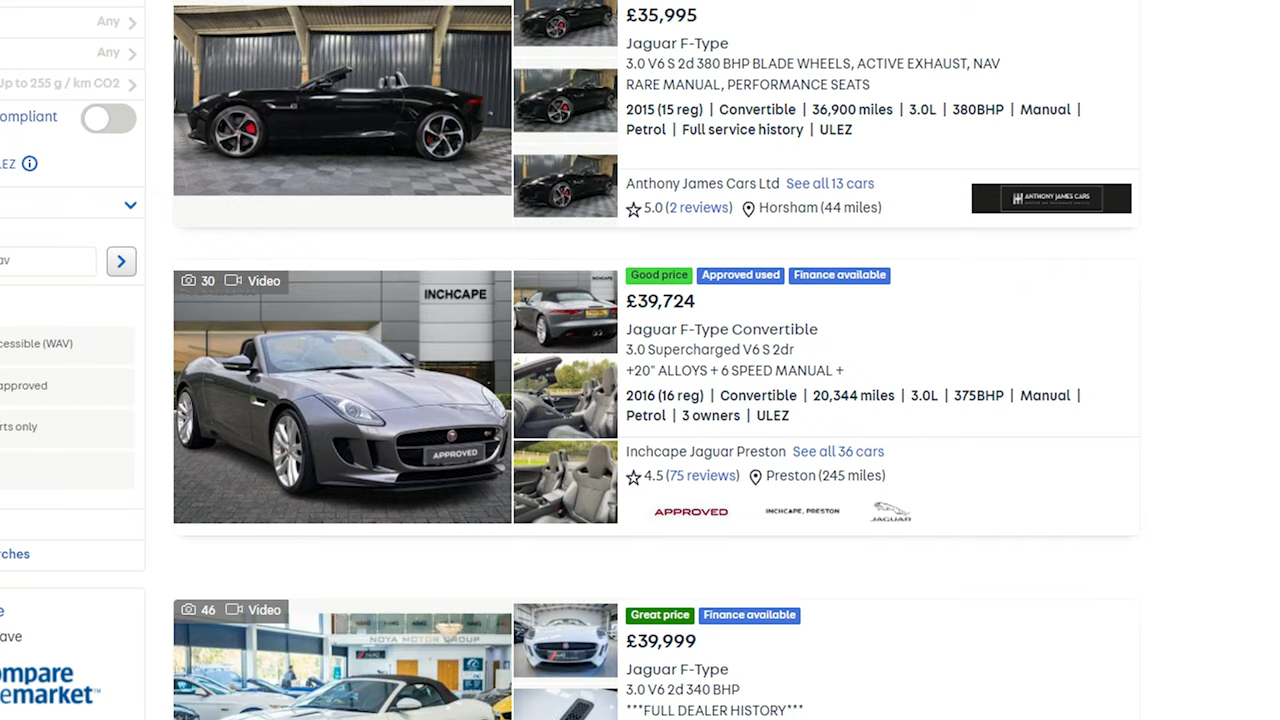 Any
Any
Up to 255 g / km CO2
ompliant
LEZ
av
cessible (WAV)
approved
rts only
rches
e
ave
ompare
emarket™
£35,995
Jaguar F-Type
3.0 V6 S 2d 380 BHP BLADE WHEELS, ACTIVE EXHAUST, NAV
RARE MANUAL, PERFORMANCE SEATS
2015 (15 reg) | Convertible | 36,900 miles | 3.0L | 380BHP | Manual |
Petrol | Full service history | ULEZ
Anthony James Cars Ltd See all 13 cars
5.0 (2 reviews) Horsham (44 miles)
ANTHONY JAMES CARS
30 Video
INCHCAPE
INCHCAPE
APPROVED
Good price Approved used Finance available
£39,724
Jaguar F-Type Convertible
3.0 Supercharged V6 S 2dr
+20" ALLOYS + 6 SPEED MANUAL +
2016 (16 reg) | Convertible | 20,344 miles | 3.0L | 375BHP | Manual |
Petrol | 3 owners | ULEZ
Inchcape Jaguar Preston See all 36 cars
4.5 (75 reviews) Preston (245 miles)
APPROVED INCHCAPE, PRESTON JAGUAR
46 Video
NOYA MOTOR GROUP
Great price Finance available
£39,999
Jaguar F-Type
3.0 V6 2d 340 BHP
***FULL DEALER HISTORY***